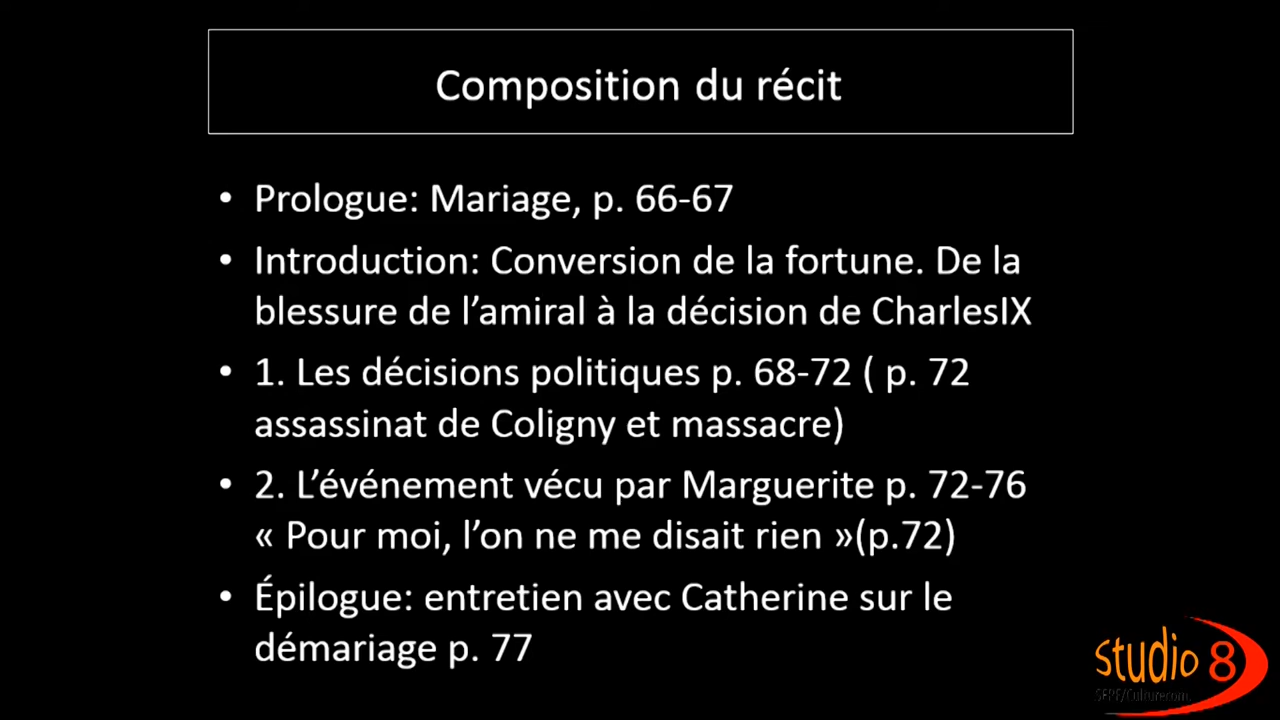 Composition du récit
• Prologue: Mariage, p. 66-67
• Introduction: Conversion de la fortune. De la
blessure de l’amiral à la décision de CharlesIX
• 1. Les décisions politiques p. 68-72 ( p. 72
assassinat de Coligny et massacre)
• 2. L’événement vécu par Marguerite p. 72-76
« Pour moi, l’on ne me disait rien »(p.72)
• Épilogue: entretien avec Catherine sur le
démariage p. 77
studio 8